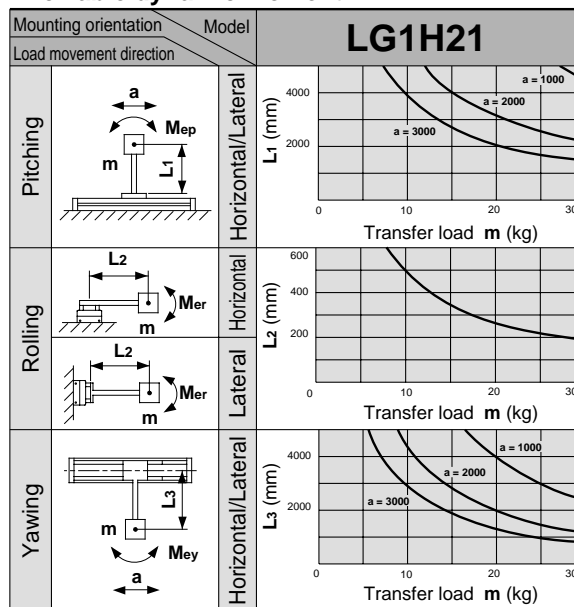 Mounting orientation Model
Load movement direction
LG1H21
Pitching
a
Mep
m
L1
Horizontal/Lateral
L1 (mm)
4000
2000
a = 1000
a = 2000
a = 3000
0 10 20 30
Transfer load m (kg)
Rolling
L2
Mer
m
Horizontal
L2
Mer
m
Lateral
L2 (mm)
600
400
200
0 10 20 30
Transfer load m (kg)
Yawing
L3
m
Mey
a
Horizontal/Lateral
L3 (mm)
4000
2000
a = 1000
a = 2000
a = 3000
0 10 20 30
Transfer load m (kg)